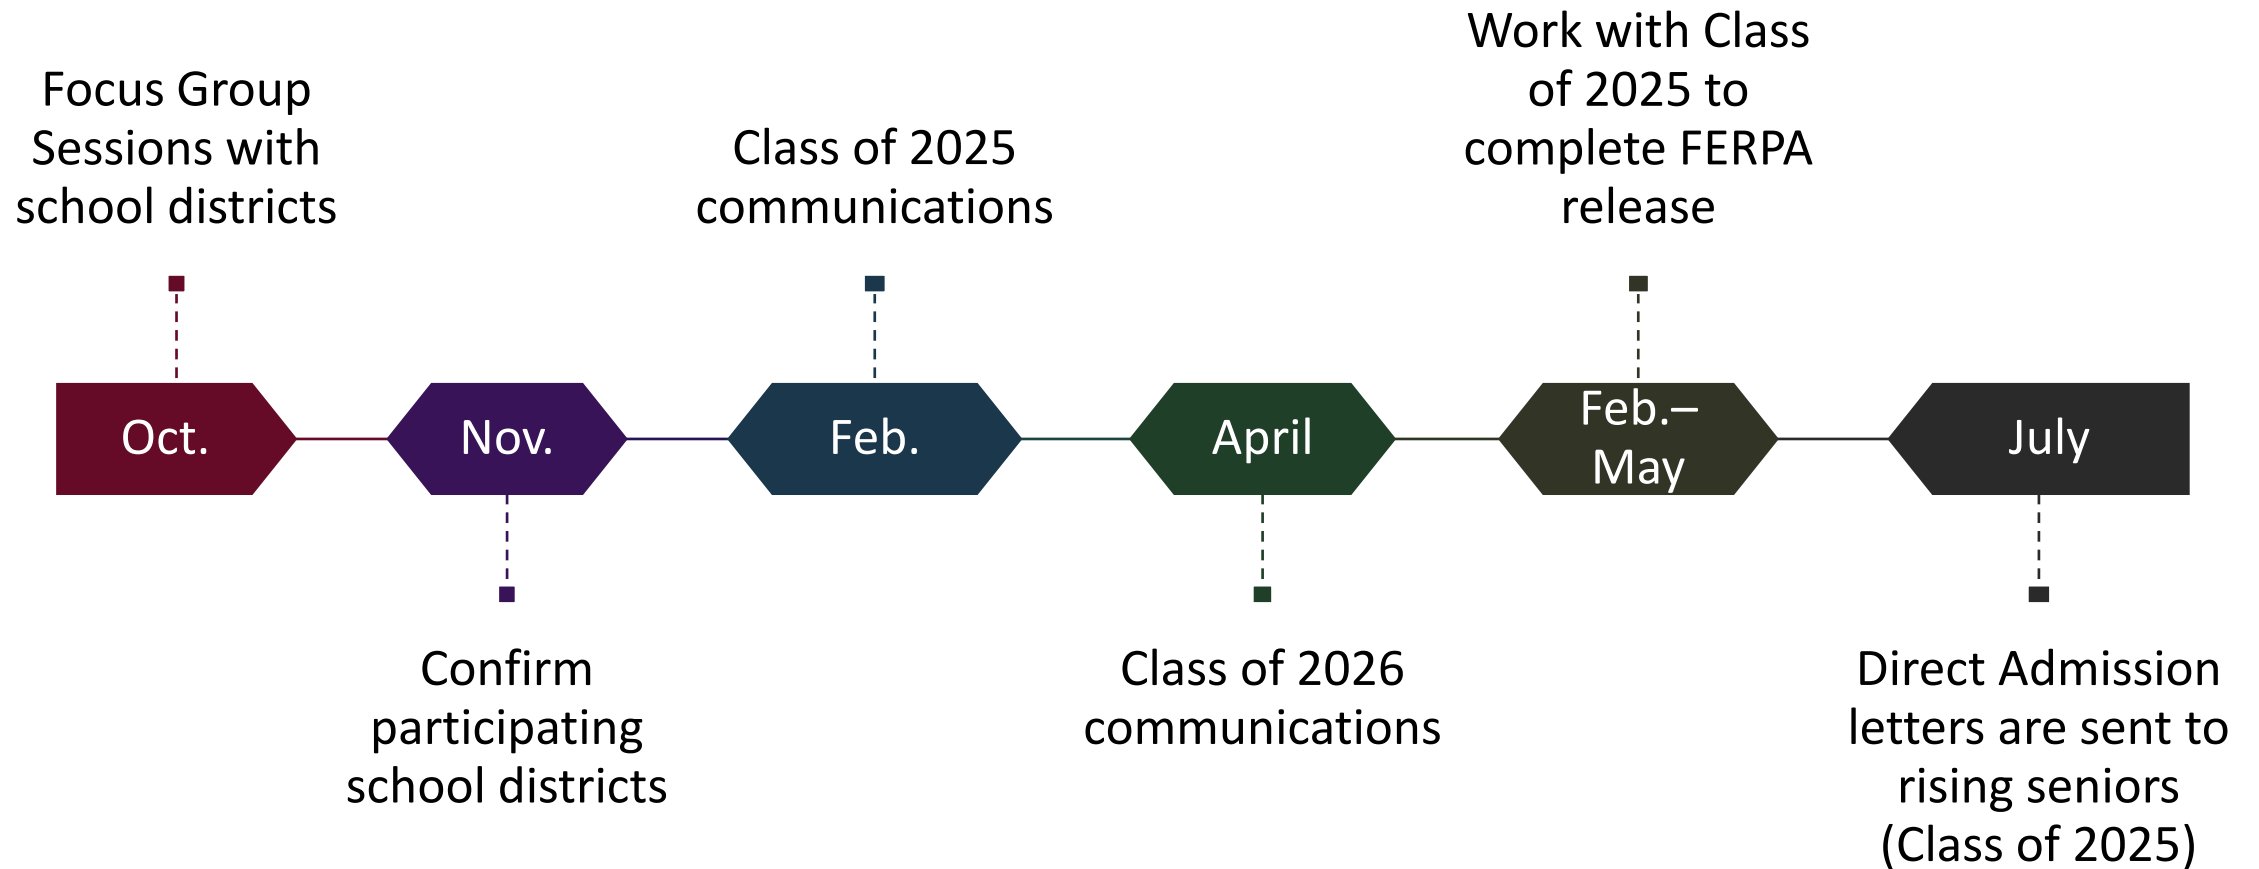 Focus Group
Sessions with
school districts
Oct.
Nov.
Confirm
participating
school districts
Class of 2025
communications
Feb.
April
Class of 2026
communications
Work with Class
of 2025 to
complete FERPA
release
Feb.–
May
July
Direct Admission
letters are sent to
rising seniors
(Class of 2025)